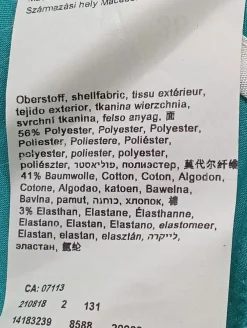 Származási hely
Oberstoff, shellfabric, tissu extérieur,
tejido exterior, tkanina wierzchnia,
svrchní tkanina, felso anyag, 面
56% Polyester, Polyester, Polyester,
Poliester, Poliestere, Poliéster,
polyester, poliester, polyester,
poliészter, פוליאסטר, полиэстер, 莫代尔纤维
41% Baumwolle, Cotton, Coton, Algodon,
Cotone, Algodao, katoen, Bawelna,
Bavlna, pamut, כותנה, хлопок, 棉
3% Elasthan, Elastane, Élasthanne,
Elastano, Elastan, Elastano, elastomeer,
Elastan, elastan, elasztán, לייקרה,
эластан, 氨纶
CA: 07113
210818 2 131
14183239 8588